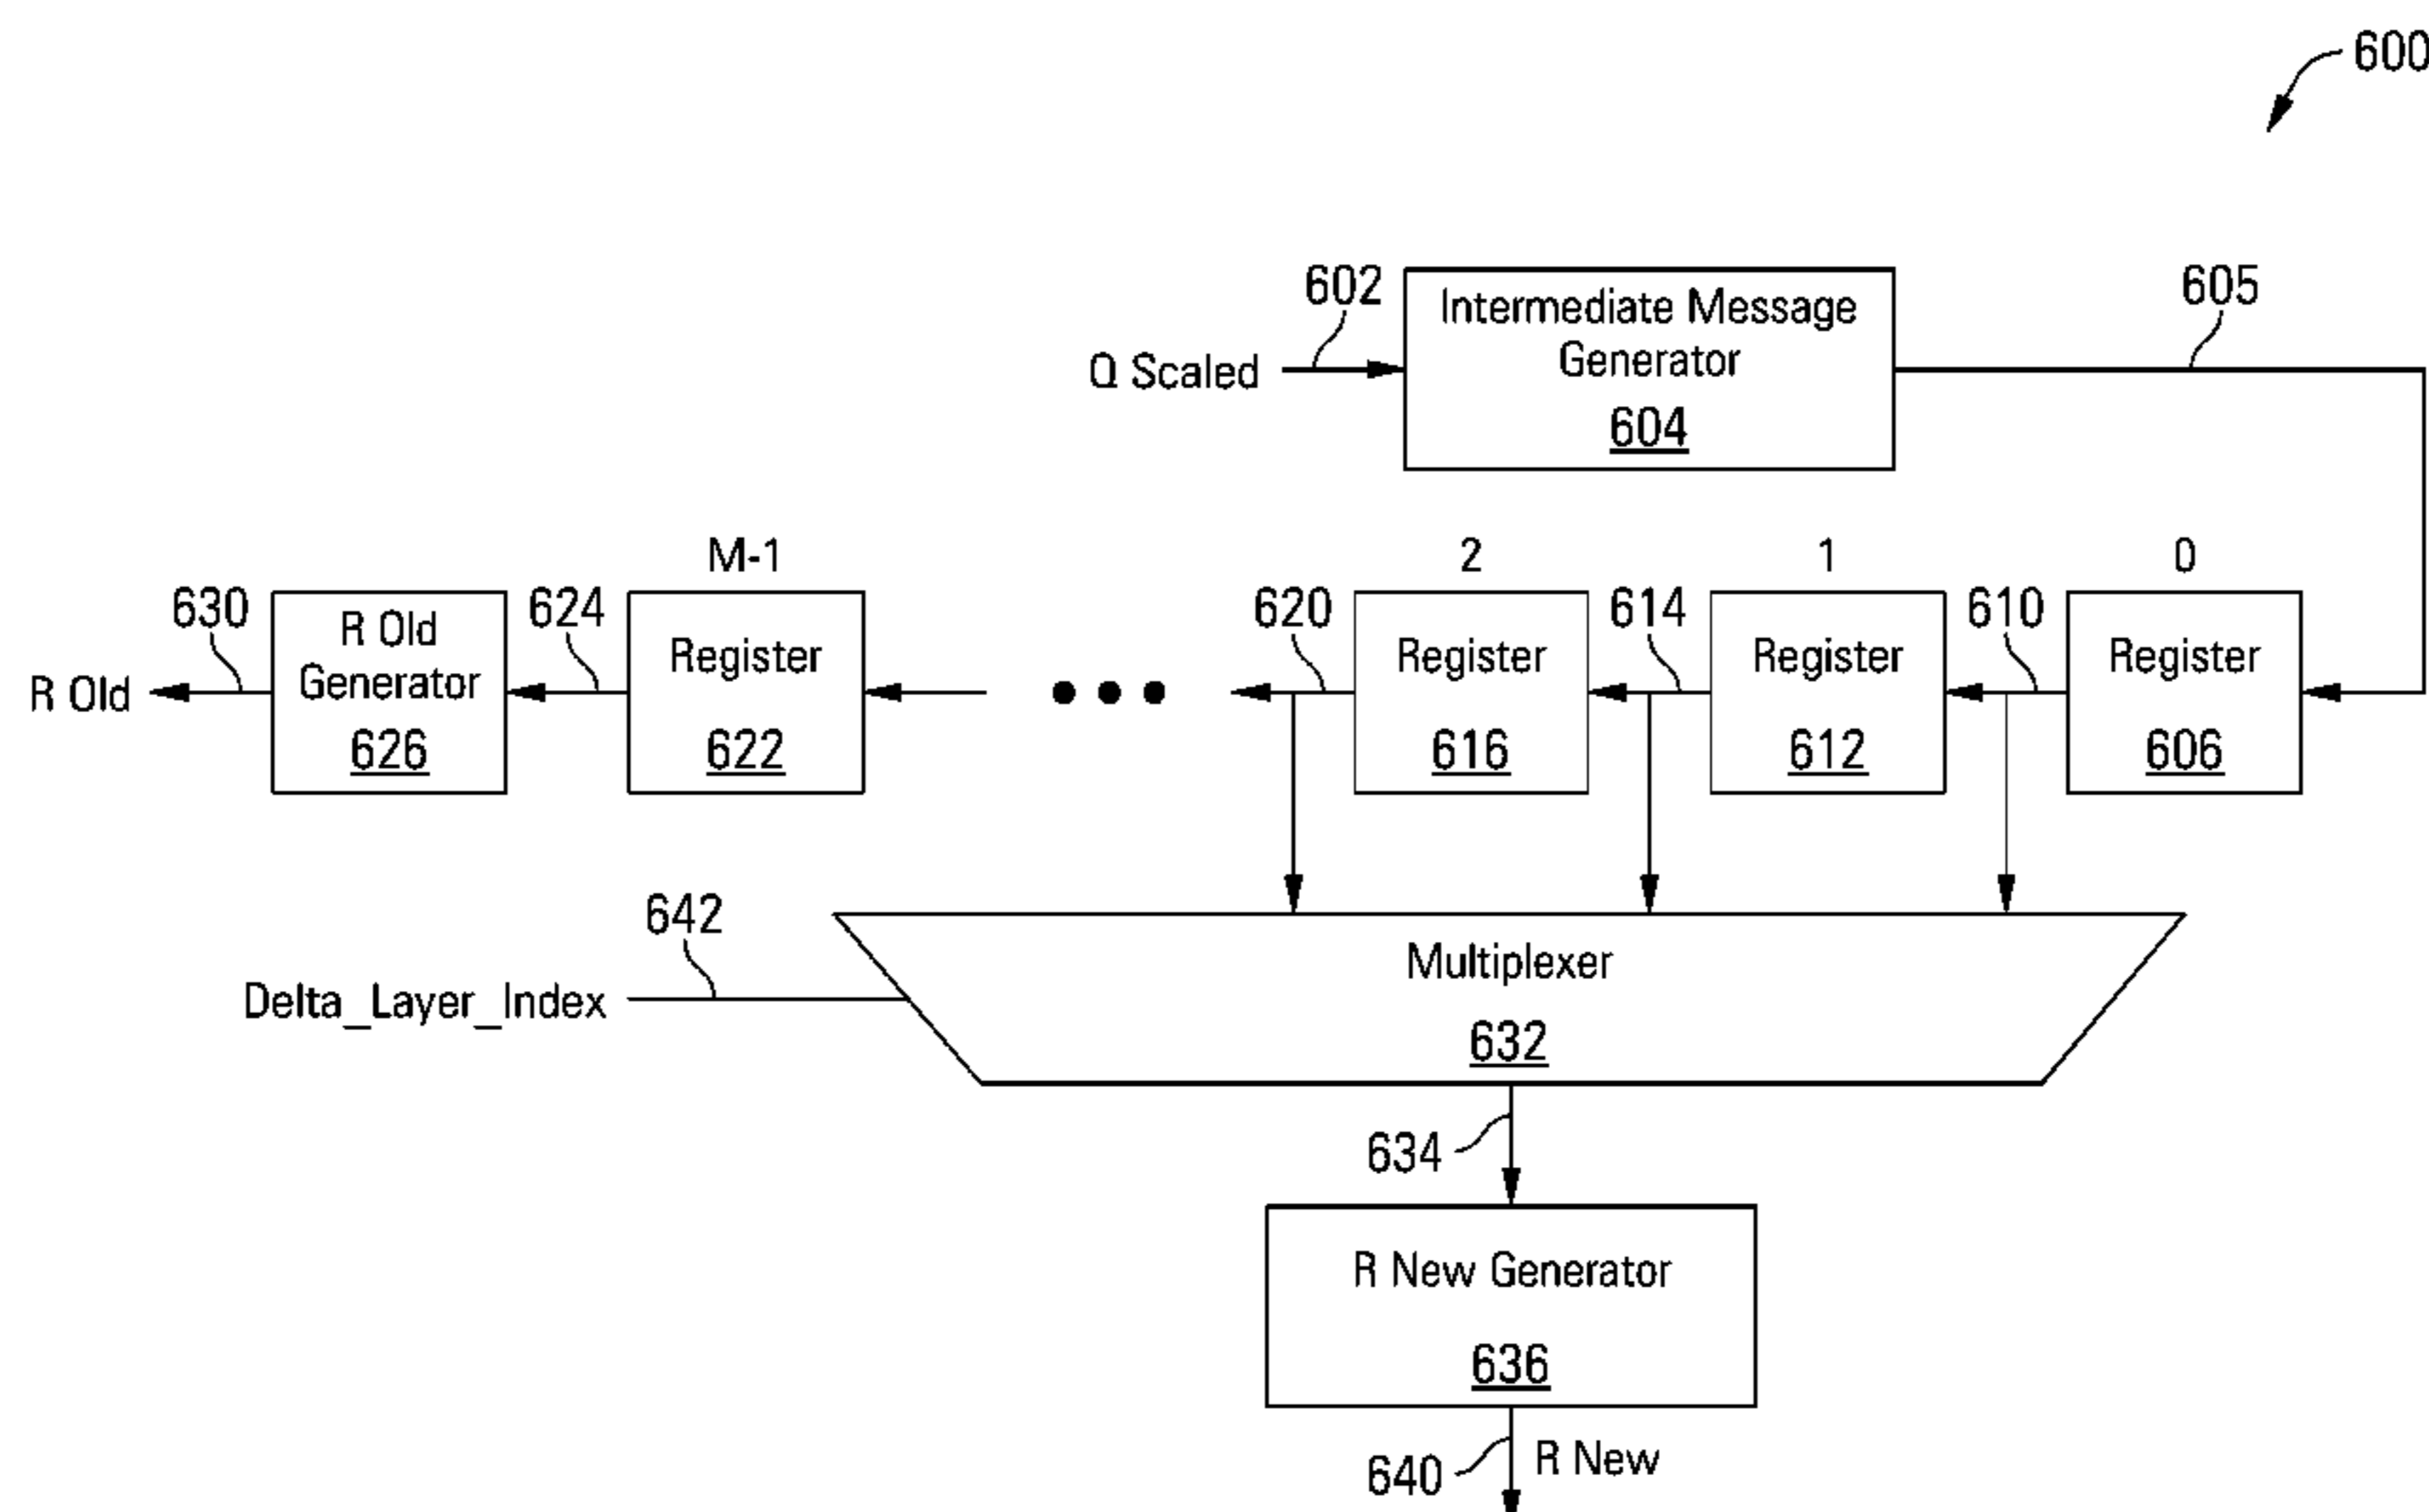 600
602
Intermediate Message
Generator
604
605
Q Scaled
M-1
2
1
0
630
R Old
Generator
626
624
Register
622
620
Register
616
614
Register
612
610
Register
606
R Old
642
Delta_Layer_Index
Multiplexer
632
634
R New Generator
636
640
R New